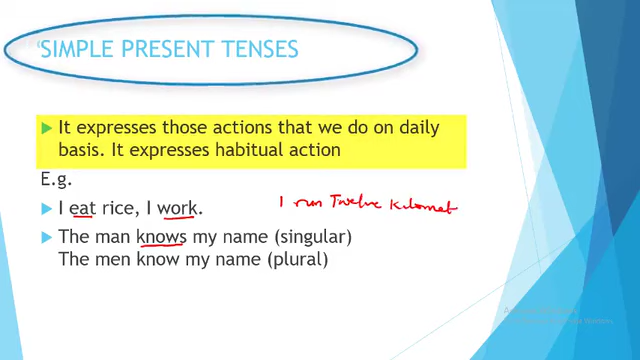 SIMPLE PRESENT TENSES
It expresses those actions that we do on daily
basis. It expresses habitual action
E.g.
I eat rice, I work.
I run Twelve Kilomet
The man knows my name (singular)
The men know my name (plural)